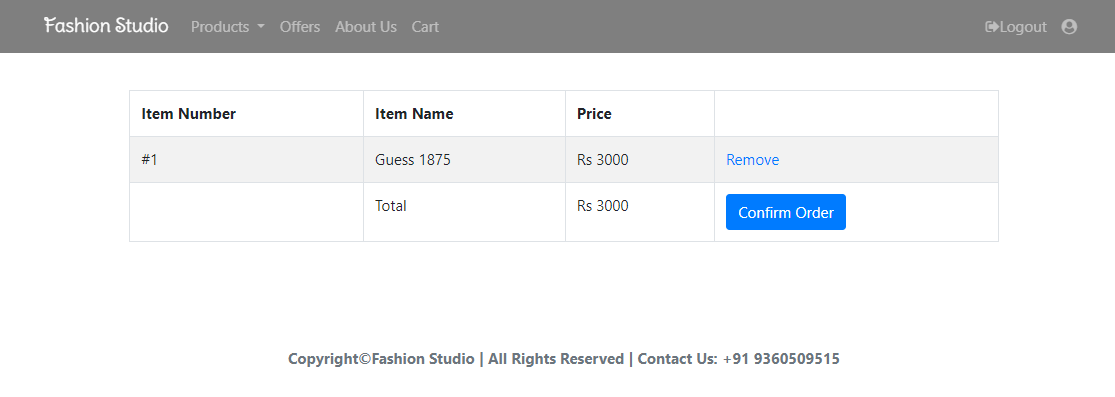 Fashion Studio Products Offers About Us Cart Logout
Item Number Item Name Price
#1 Guess 1875 Rs 3000 Remove
Total Rs 3000 Confirm Order
Copyright©Fashion Studio | All Rights Reserved | Contact Us: +91 9360509515